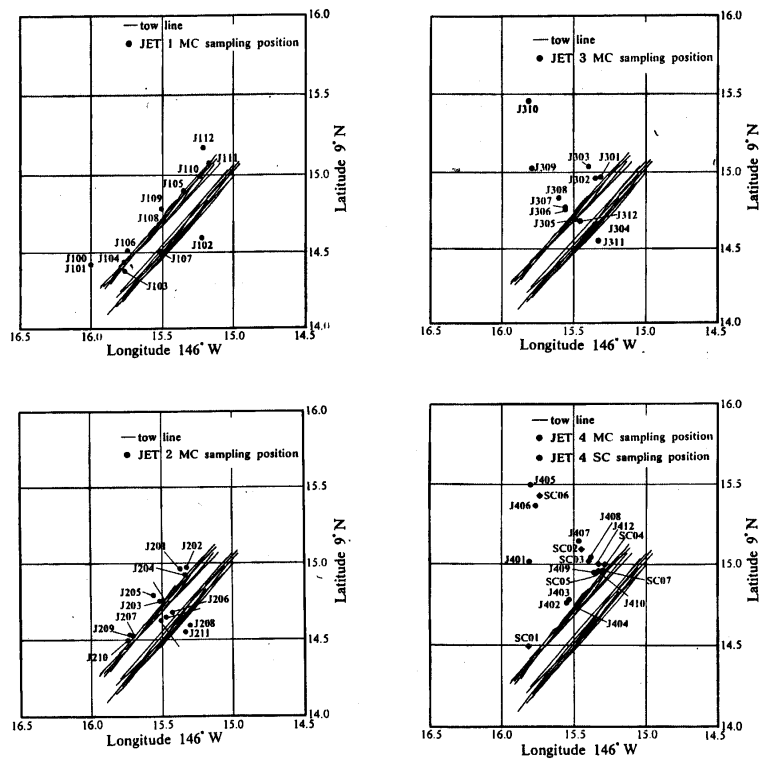 16.0
— tow line
● JET 1 MC sampling position
15.5
J112
J111
J110
J105
15.0
J109
J108
J106
J102
J100 J104
J101
J107
J103
14.5
14.0
16.5 16.0 15.5 15.0 14.5
Longitude 146° W
Latitude 9° N
16.0
— tow line
● JET 3 MC sampling position
15.5
J310
J303 J301
J309
J302
15.0
J308
J307
J306
J312
J305
J304
J311
14.5
14.0
16.5 16.0 15.5 15.0 14.5
Longitude 146° W
Latitude 9° N
16.0
— tow line
● JET 2 MC sampling position
15.5
J201 J202
J204
15.0
J205
J203
J206
J207
J209
J208
J211
J210
14.5
14.0
16.5 16.0 15.5 15.0 14.5
Longitude 146° W
Latitude 9° N
16.0
— tow line
● JET 4 MC sampling position
● JET 4 SC sampling position
15.5
J405
SC06
J406
J408
J412
J407
SC04
SC02
J401
SC03
15.0
J409
SC05
SC07
J403
J402
J410
J404
SC01
14.5
14.0
16.5 16.0 15.5 15.0 14.5
Longitude 146° W
Latitude 9° N